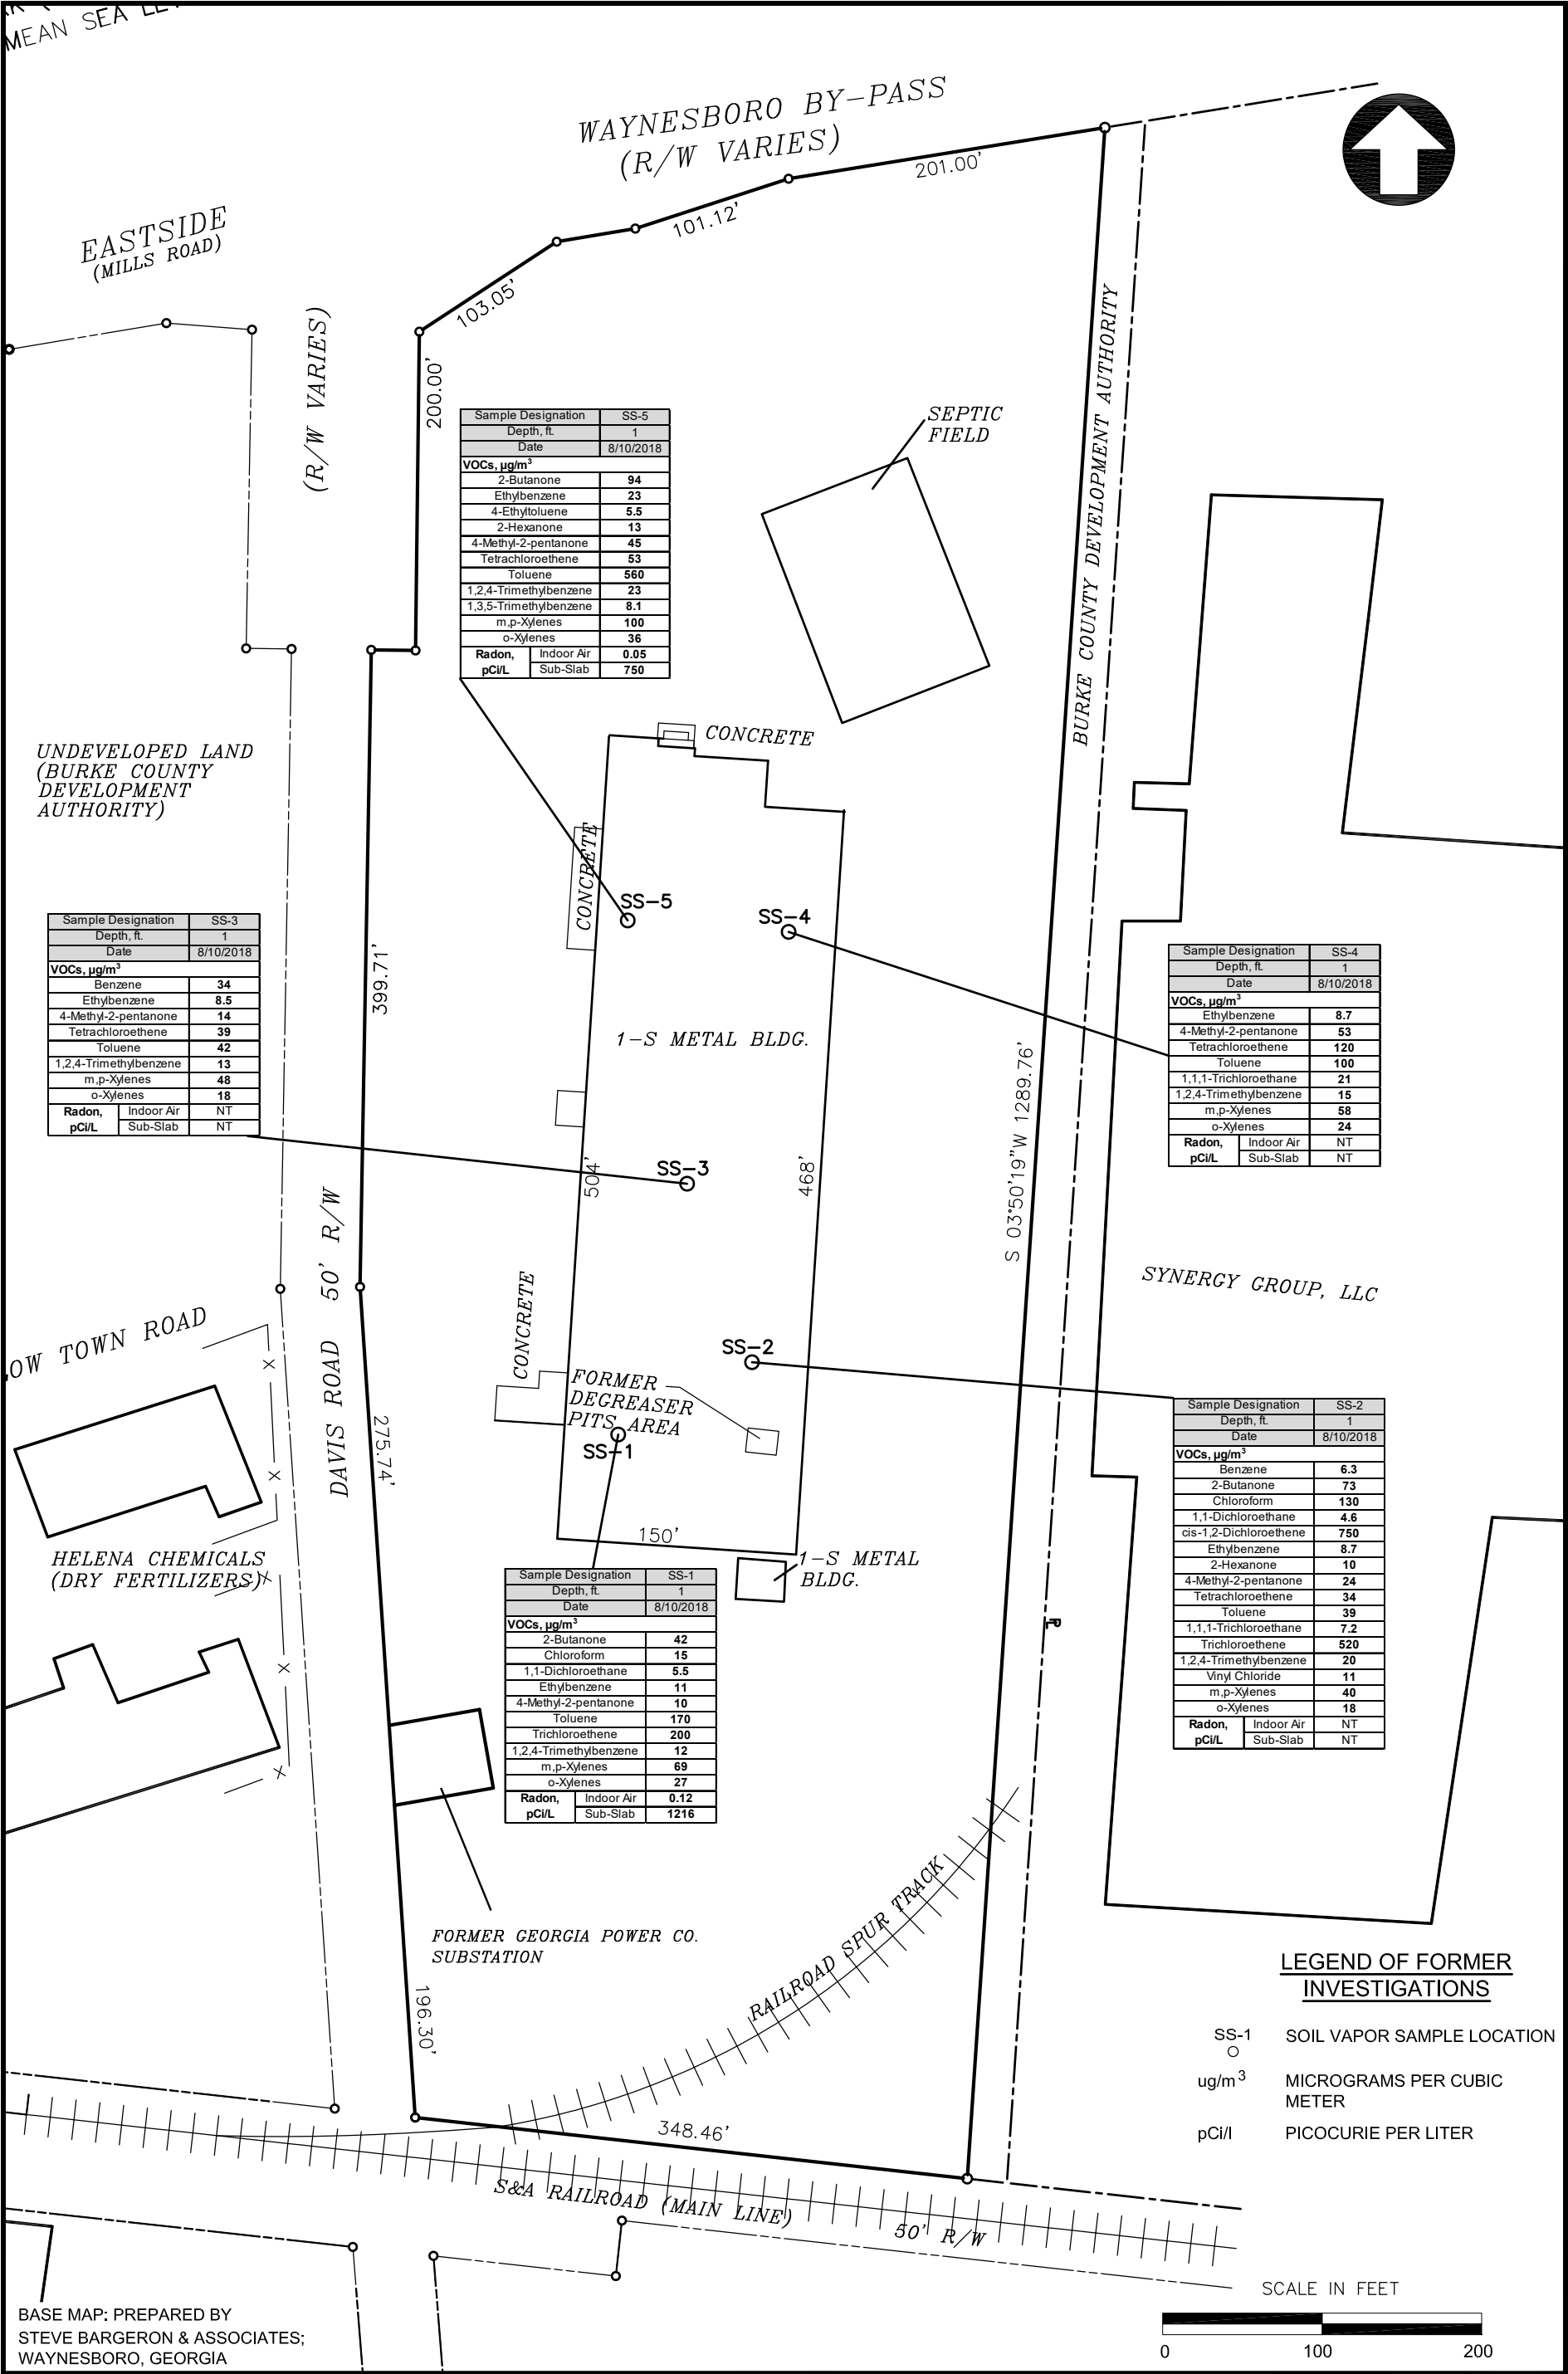 MEAN SEA
WAYNESBORO BY-PASS
(R/W VARIES)
201.00'
101.12'
103.05'
EASTSIDE
(MILLS ROAD)
(R/W VARIES)
200.00'
Sample Designation SS-5
Depth, ft. 1
Date 8/10/2018
VOCs, µg/m³
2-Butanone 94
Ethylbenzene 23
4-Ethyltoluene 5.5
2-Hexanone 13
4-Methyl-2-pentanone 45
Tetrachloroethene 53
Toluene 560
1,2,4-Trimethylbenzene 23
1,3,5-Trimethylbenzene 8.1
m,p-Xylenes 100
o-Xylenes 36
Radon, pCi/L Indoor Air 0.05
Sub-Slab 750
SEPTIC
FIELD
BURKE COUNTY DEVELOPMENT AUTHORITY
CONCRETE
UNDEVELOPED LAND
(BURKE COUNTY
DEVELOPMENT
AUTHORITY)
CONCRETE
SS-5
SS-4
Sample Designation SS-3
Depth, ft. 1
Date 8/10/2018
VOCs, µg/m³
Benzene 34
Ethylbenzene 8.5
4-Methyl-2-pentanone 14
Tetrachloroethene 39
Toluene 42
1,2,4-Trimethylbenzene 13
m,p-Xylenes 48
o-Xylenes 18
Radon, pCi/L Indoor Air NT
Sub-Slab NT
399.71'
1-S METAL BLDG.
Sample Designation SS-4
Depth, ft. 1
Date 8/10/2018
VOCs, µg/m³
Ethylbenzene 8.7
4-Methyl-2-pentanone 53
Tetrachloroethene 120
Toluene 100
1,1,1-Trichloroethane 21
1,2,4-Trimethylbenzene 15
m,p-Xylenes 58
o-Xylenes 24
Radon, pCi/L Indoor Air NT
Sub-Slab NT
S 03°50'19"W 1289.76'
504'
SS-3
468'
SYNERGY GROUP, LLC
DAVIS ROAD 50' R/W
OW TOWN ROAD
CONCRETE
SS-2
FORMER
DEGREASER
PITS AREA
SS-1
275.74'
150'
1-S METAL
BLDG.
HELENA CHEMICALS
(DRY FERTILIZERS)
Sample Designation SS-2
Depth, ft. 1
Date 8/10/2018
VOCs, µg/m³
Benzene 6.3
2-Butanone 73
Chloroform 130
1,1-Dichloroethane 4.6
cis-1,2-Dichloroethene 750
Ethylbenzene 8.7
2-Hexanone 10
4-Methyl-2-pentanone 24
Tetrachloroethene 34
Toluene 39
1,1,1-Trichloroethane 7.2
Trichloroethene 520
1,2,4-Trimethylbenzene 20
Vinyl Chloride 11
m,p-Xylenes 40
o-Xylenes 18
Radon, pCi/L Indoor Air NT
Sub-Slab NT
Sample Designation SS-1
Depth, ft. 1
Date 8/10/2018
VOCs, µg/m³
2-Butanone 42
Chloroform 15
1,1-Dichloroethane 5.5
Ethylbenzene 11
4-Methyl-2-pentanone 10
Toluene 170
Trichloroethene 200
1,2,4-Trimethylbenzene 12
m,p-Xylenes 69
o-Xylenes 27
Radon, pCi/L Indoor Air 0.12
Sub-Slab 1216
FORMER GEORGIA POWER CO.
SUBSTATION
RAILROAD SPUR TRACK
196.30'
348.46'
S&A RAILROAD (MAIN LINE)
50' R/W
LEGEND OF FORMER
INVESTIGATIONS
SS-1 SOIL VAPOR SAMPLE LOCATION
ug/m³ MICROGRAMS PER CUBIC
METER
pCi/l PICOCURIE PER LITER
SCALE IN FEET
0 100 200
BASE MAP: PREPARED BY
STEVE BARGERON & ASSOCIATES;
WAYNESBORO, GEORGIA